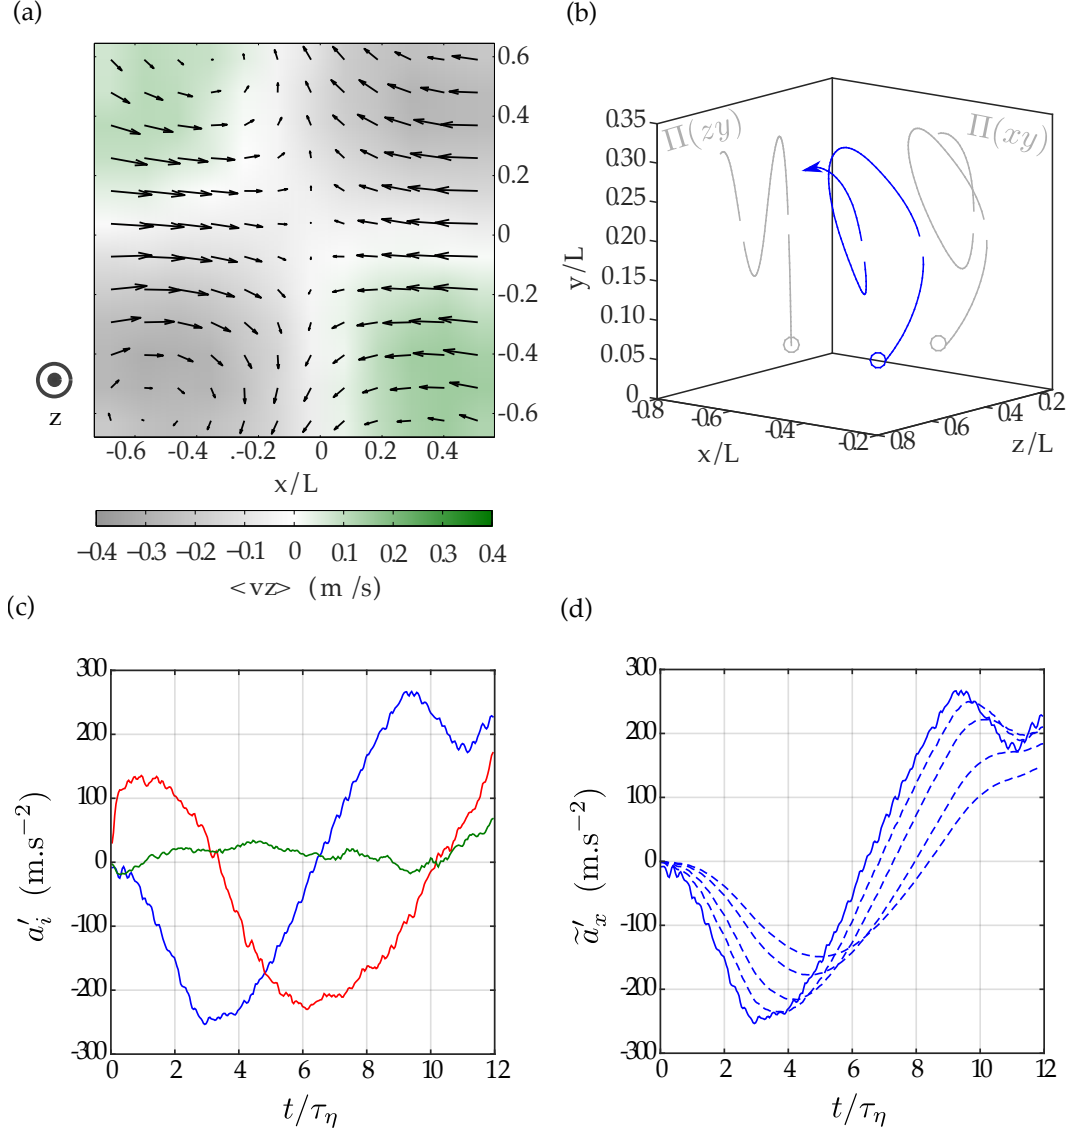 (a)
0.6
0.4
0.2
0
-0.2
-0.4
-0.6
z
-0.6 -0.4 .-0.2 0 0.2 0.4
x/L
−0.4 −0.3 −0.2 −0.1 0 0.1 0.2 0.3 0.4
<vz> (m /s)
(b)
0.35
0.30
0.25
0.20
0.15
0.10
0.05
0
y/L
Π(zy)
Π(xy)
-0.8 -0.6 -0.4 -0.2
x/L
0.8 0.6 0.4 0.2
z/L
(c)
300
200
100
0
-100
-200
-300
a′i (m.s−2)
0 2 4 6 8 10 12
t/τη
(d)
300
200
100
0
-100
-200
-300
ã′x (m.s−2)
0 2 4 6 8 10 12
t/τη